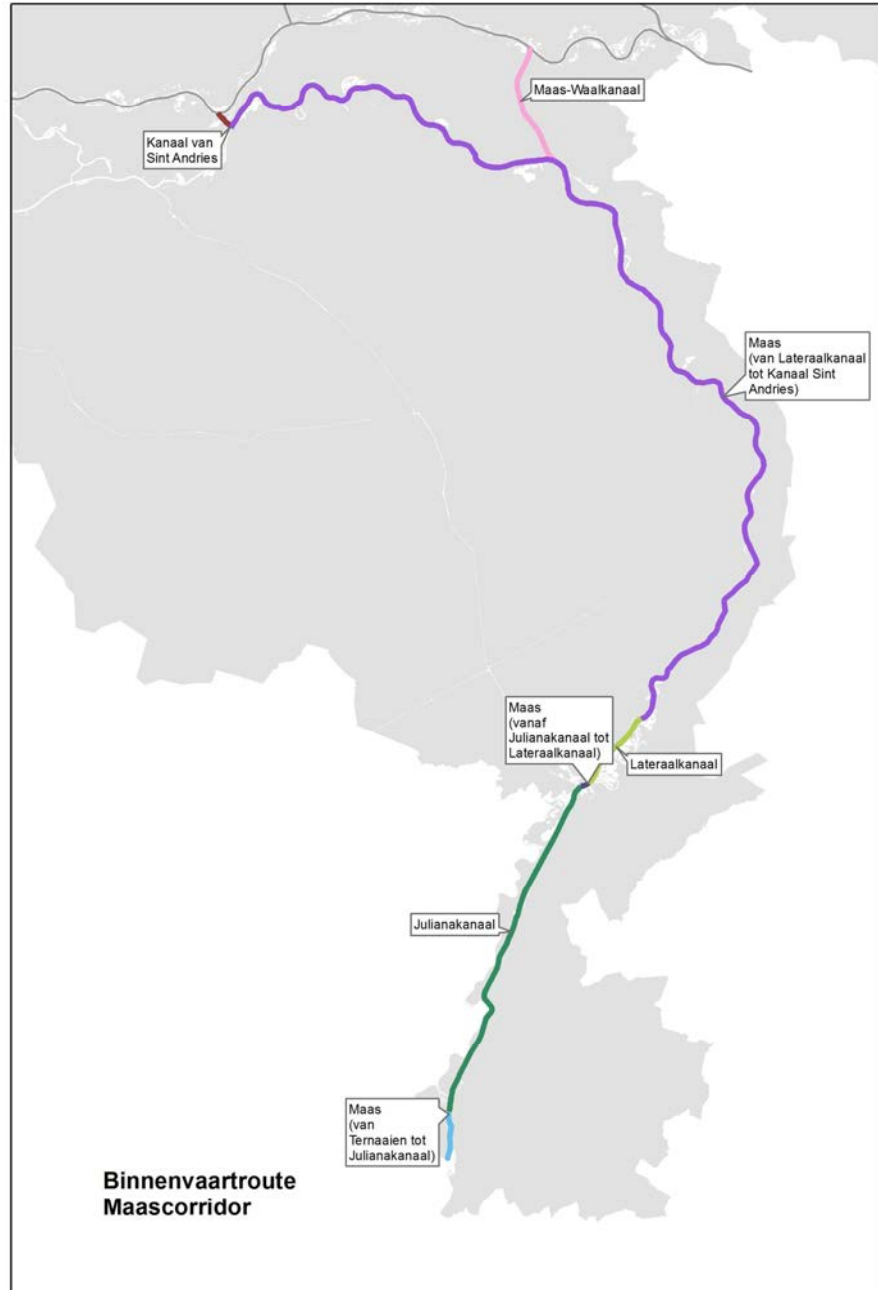 Maas-Waalkanaal
Kanaal van
Sint Andries
Maas
(van Lateraalkanaal
tot Kanaal Sint
Andries)
Maas
(vanaf
Julianakanaal tot
Lateraalkanaal)
Lateraalkanaal
Julianakanaal
Maas
(van
Ternaaien tot
Julianakanaal)
Binnenvaartroute
Maascorridor